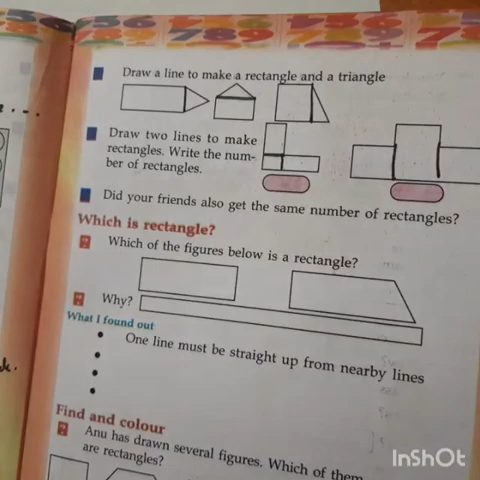 Draw a line to make a rectangle and a triangle
Draw two lines to make
rectangles. Write the num-
ber of rectangles.
Did your friends also get the same number of rectangles?
Which is rectangle?
Which of the figures below is a rectangle?
Why?
What I found out
One line must be straight up from nearby lines
Find and colour
Anu has drawn several figures. Which of them
are rectangles?
InShOt